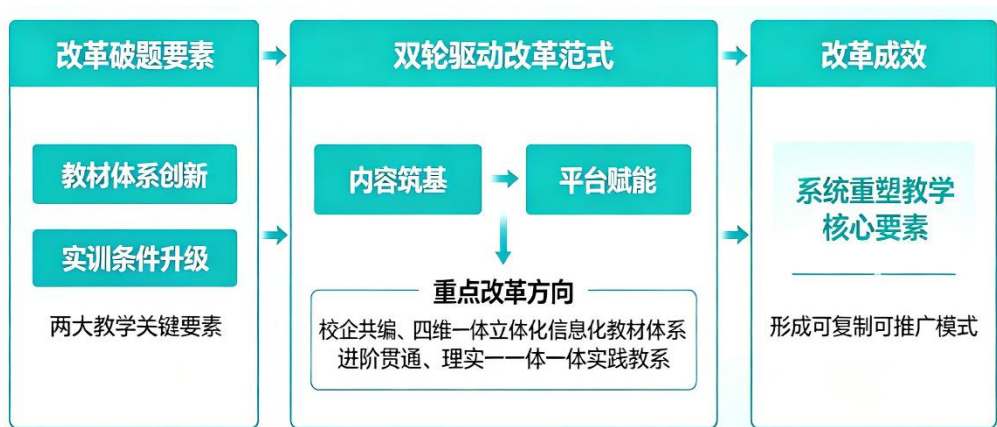 改革破题要素
双轮驱动改革范式
改革成效
教材体系创新
实训条件升级
两大教学关键要素
内容筑基
平台赋能
重点改革方向
校企共编、四维一体立体化信息化教材体系
进阶贯通、理实一一体一体实践教系
系统重塑教学
核心要素
形成可复制可推广模式